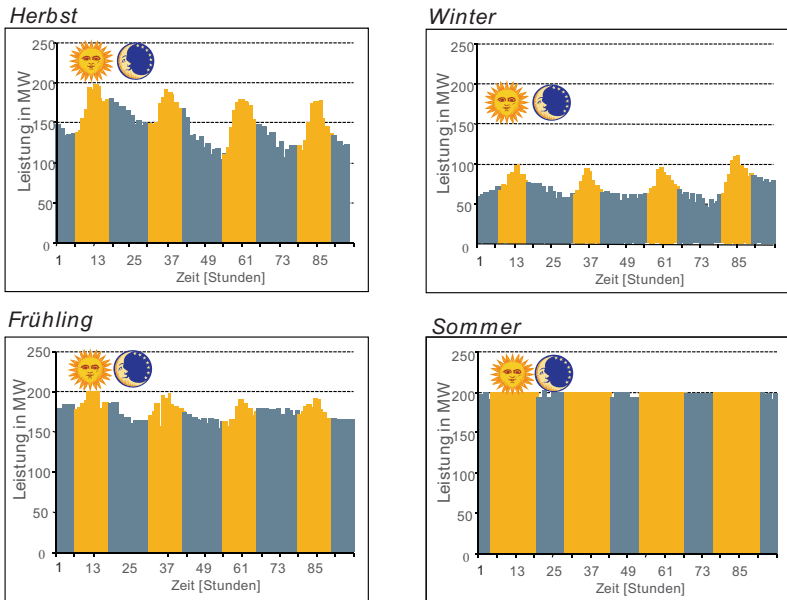 Herbst
Leistung in MW
250
200
150
100
50
0
1 13 25 37 49 61 73 85
Zeit [Stunden]
Winter
Leistung in MW
250
200
150
100
50
0
1 13 25 37 49 61 73 85
Zeit [Stunden]
Frühling
Leistung in MW
250
200
150
100
50
0
1 13 25 37 49 61 73 85
Zeit [Stunden]
Sommer
Leistung in MW
250
200
150
100
50
0
1 13 25 37 49 61 73 85
Zeit [Stunden]